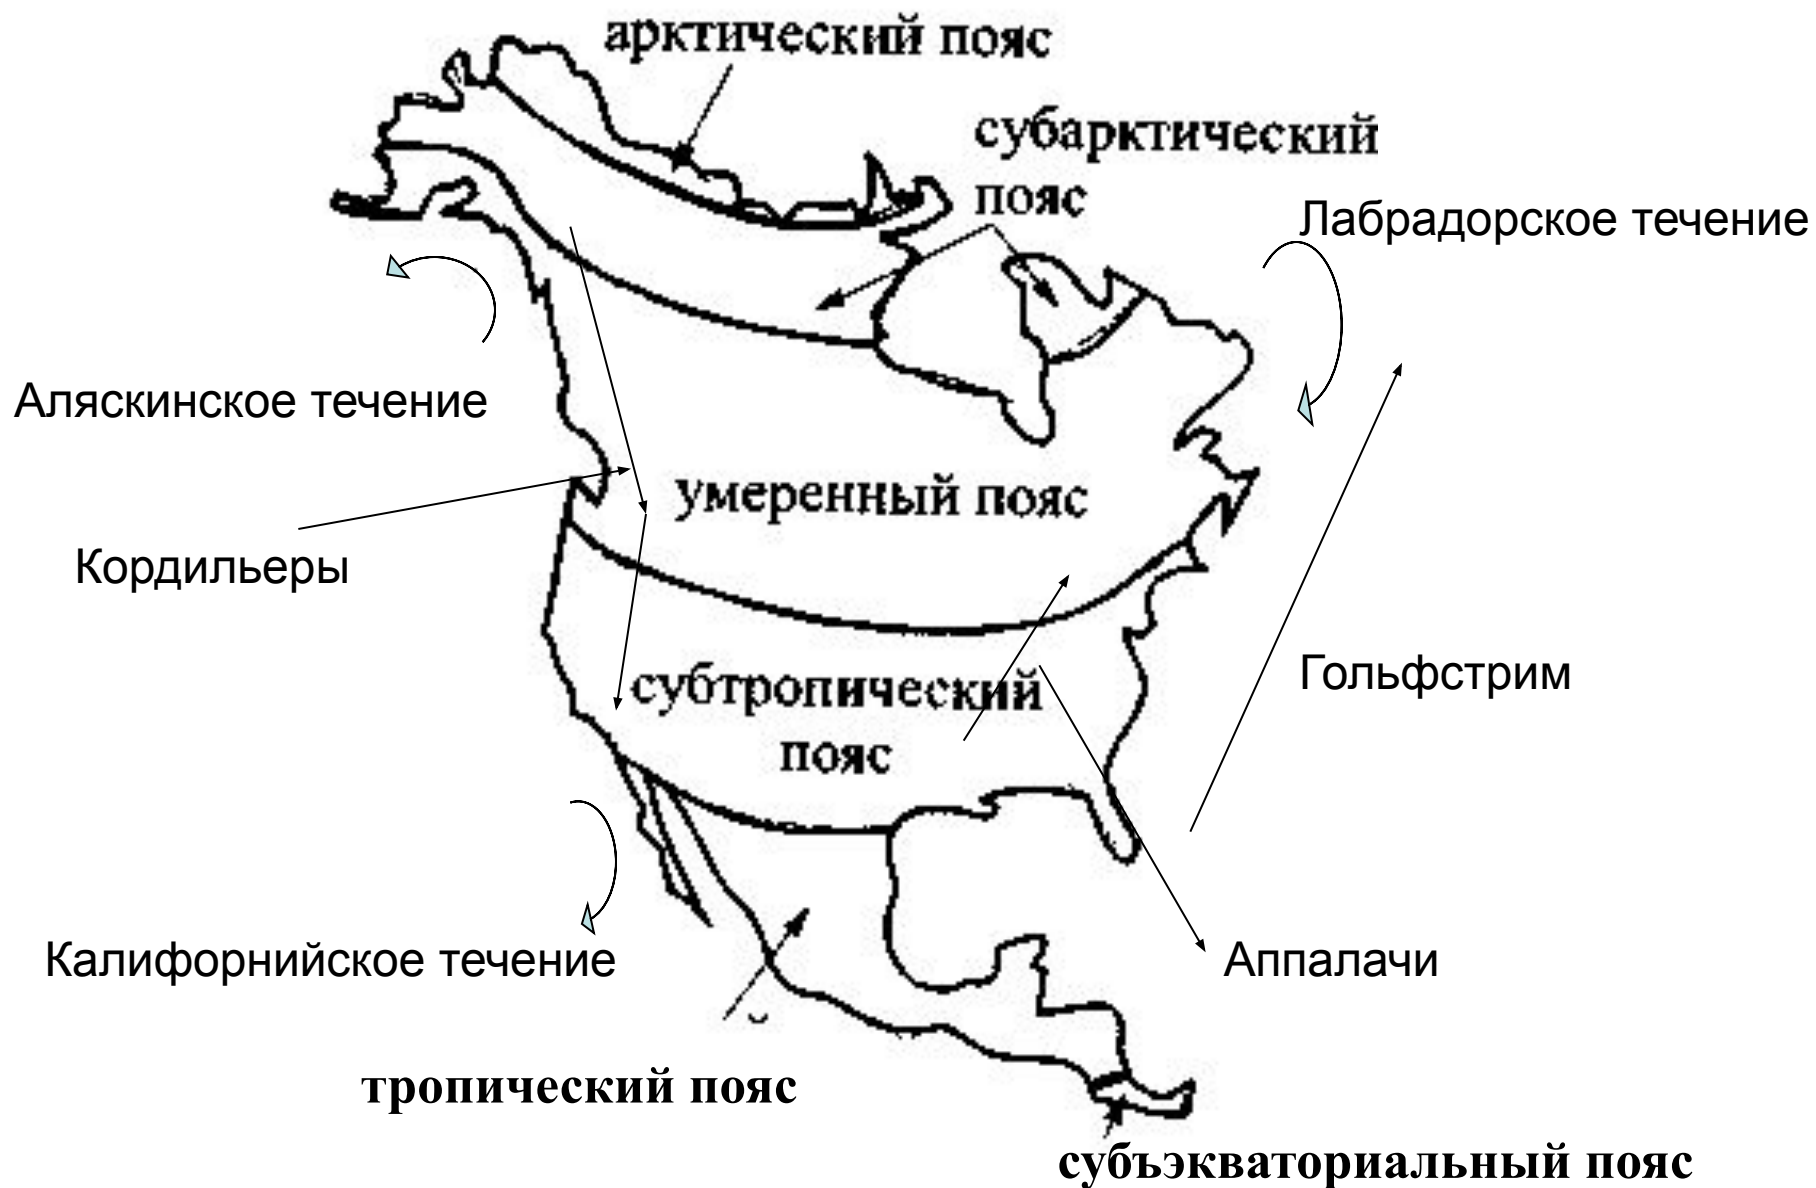 арктический пояс
субарктический
пояс
Лабрадорское течение
Аляскинское течение
умеренный пояс
Кордильеры
субтропический
пояс
Гольфстрим
Калифорнийское течение
Аппалачи
тропический пояс
субъэкваториальный пояс